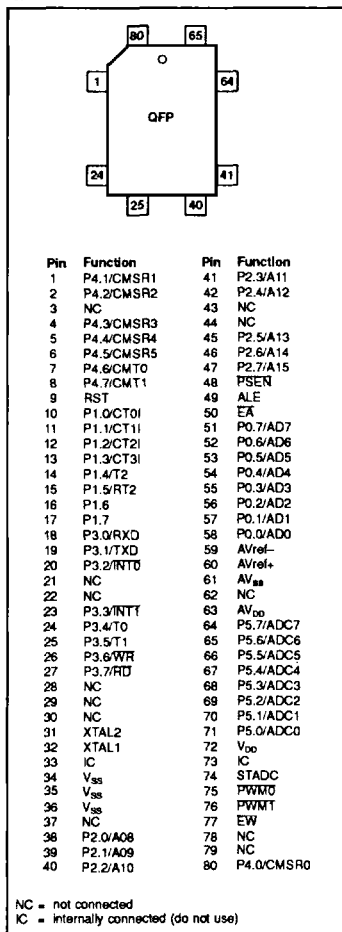 80 65
1 64
QFP
24 41
25 40
Pin Function Pin Function
1 P4.1/CMSR1 41 P2.3/A11
2 P4.2/CMSR2 42 P2.4/A12
3 NC 43 NC
4 P4.3/CMSR3 44 NC
5 P4.4/CMSR4 45 P2.5/A13
6 P4.5/CMSR5 46 P2.6/A14
7 P4.6/CMT0 47 P2.7/A15
8 P4.7/CMT1 48 PSEN
9 RST 49 ALE
10 P1.0/CT0I 50 EA
11 P1.1/CT1I 51 P0.7/AD7
12 P1.2/CT2I 52 P0.6/AD6
13 P1.3/CT3I 53 P0.5/AD5
14 P1.4/T2 54 P0.4/AD4
15 P1.5/RT2 55 P0.3/AD3
16 P1.6 56 P0.2/AD2
17 P1.7 57 P0.1/AD1
18 P3.0/RXD 58 P0.0/AD0
19 P3.1/TXD 59 AVref–
20 P3.2/INT0 60 AVref+
21 NC 61 AVSS
22 NC 62 NC
23 P3.3/INT1 63 AVDD
24 P3.4/T0 64 P5.7/ADC7
25 P3.5/T1 65 P5.6/ADC6
26 P3.6/WR 66 P5.5/ADC5
27 P3.7/RD 67 P5.4/ADC4
28 NC 68 P5.3/ADC3
29 NC 69 P5.2/ADC2
30 NC 70 P5.1/ADC1
31 XTAL2 71 P5.0/ADC0
32 XTAL1 72 VDD
33 IC 73 IC
34 VSS 74 STADC
35 VSS 75 PWM0
36 VSS 76 PWM1
37 NC 77 EW
38 P2.0/A08 78 NC
39 P2.1/A09 79 NC
40 P2.2/A10 80 P4.0/CMSR0
NC = not connected
IC = internally connected (do not use)